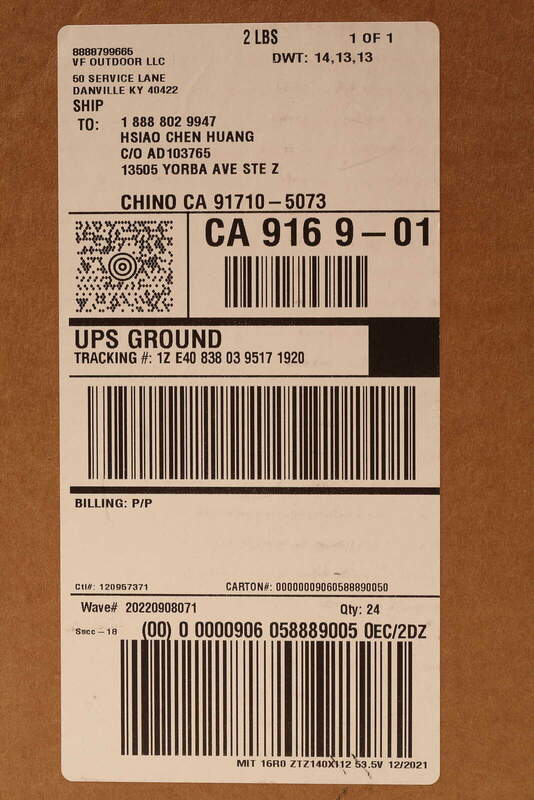 2 LBS 1 OF 1
8888799665
VF OUTDOOR LLC
DWT: 14,13,13
50 SERVICE LANE
DANVILLE KY 40422
SHIP
TO: 1 888 802 9947
HSIAO CHEN HUANG
C/O AD103765
13505 YORBA AVE STE Z
CHINO CA 91710-5073
CA 916 9-01
UPS GROUND
TRACKING #: 1Z E40 838 03 9517 1920
BILLING: P/P
Ctl#: 120957371 CARTON#: 00000009060588890050
Wave# 20220908071 Qty: 24
Sscc-18 (00) 0 0000906 058889005 0EC/2DZ
MIT 16R0 ZTZ140X112 53.5V 12/2021